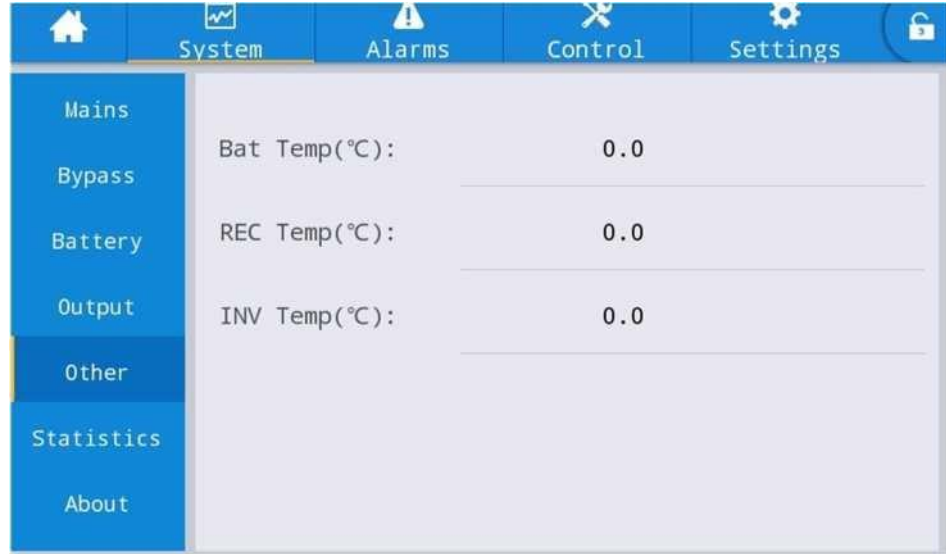 System Alarms Control Settings
Mains
Bypass
Battery
Output
Other
Statistics
About
Bat Temp(℃): 0.0
REC Temp(℃): 0.0
INV Temp(℃): 0.0